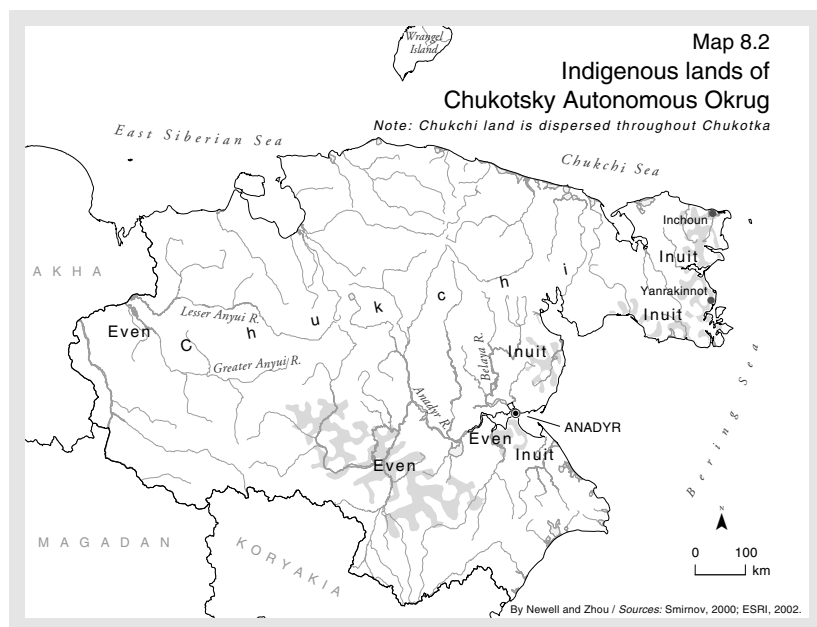 Wrangel
Island
Map 8.2
Indigenous lands of
Chukotsky Autonomous Okrug
Note: Chukchi land is dispersed throughout Chukotka
East Siberian Sea
Chukchi Sea
Inchoun
Inuit
AKHA
Yanrakinnot
Inuit
Chukchi
Lesser Anyui R.
Even
Greater Anyui R.
Belaya R.
Inuit
Anadyr R.
ANADYR
Even
Inuit
Even
Bering Sea
N
MAGADAN
KORYAKIA
0 100
km
By Newell and Zhou / Sources: Smirnov, 2000; ESRI, 2002.